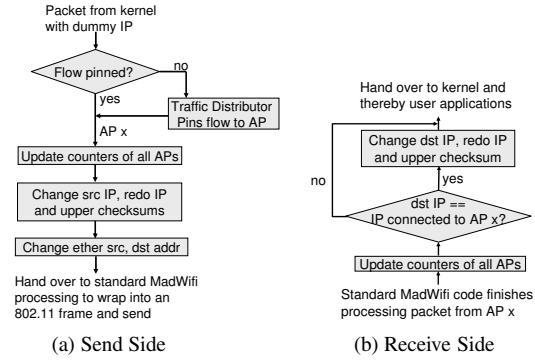 Packet from kernel
with dummy IP
Flow pinned?
no
yes
Traffic Distributor
Pins flow to AP
AP x
Update counters of all APs
Change src IP, redo IP
and upper checksums
Change ether src, dst addr
Hand over to standard MadWifi
processing to wrap into an
802.11 frame and send
(a) Send Side
Hand over to kernel and
thereby user applications
Change dst IP, redo IP
and upper checksum
no
yes
dst IP ==
IP connected to AP x?
Update counters of all APs
Standard MadWifi code finishes
processing packet from AP x
(b) Receive Side